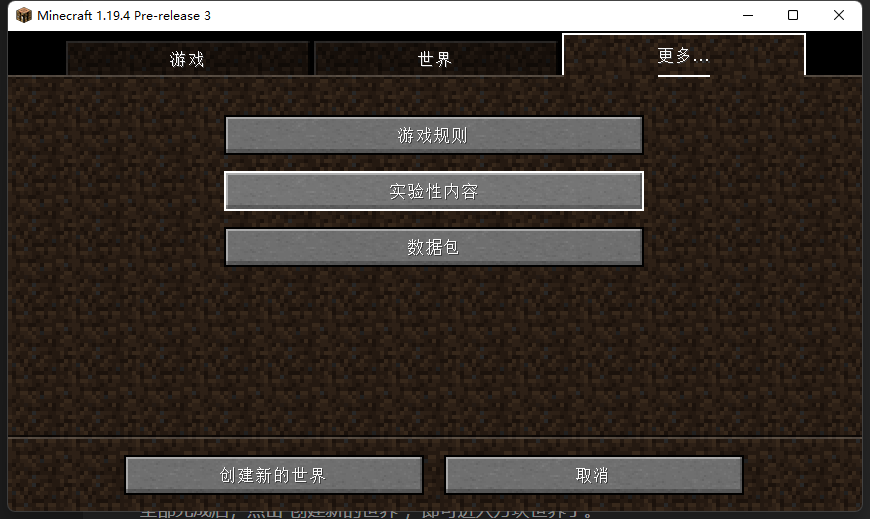 Minecraft 1.19.4 Pre-release 3
游戏
世界
更多...
游戏规则
实验性内容
数据包
创建新的世界
取消